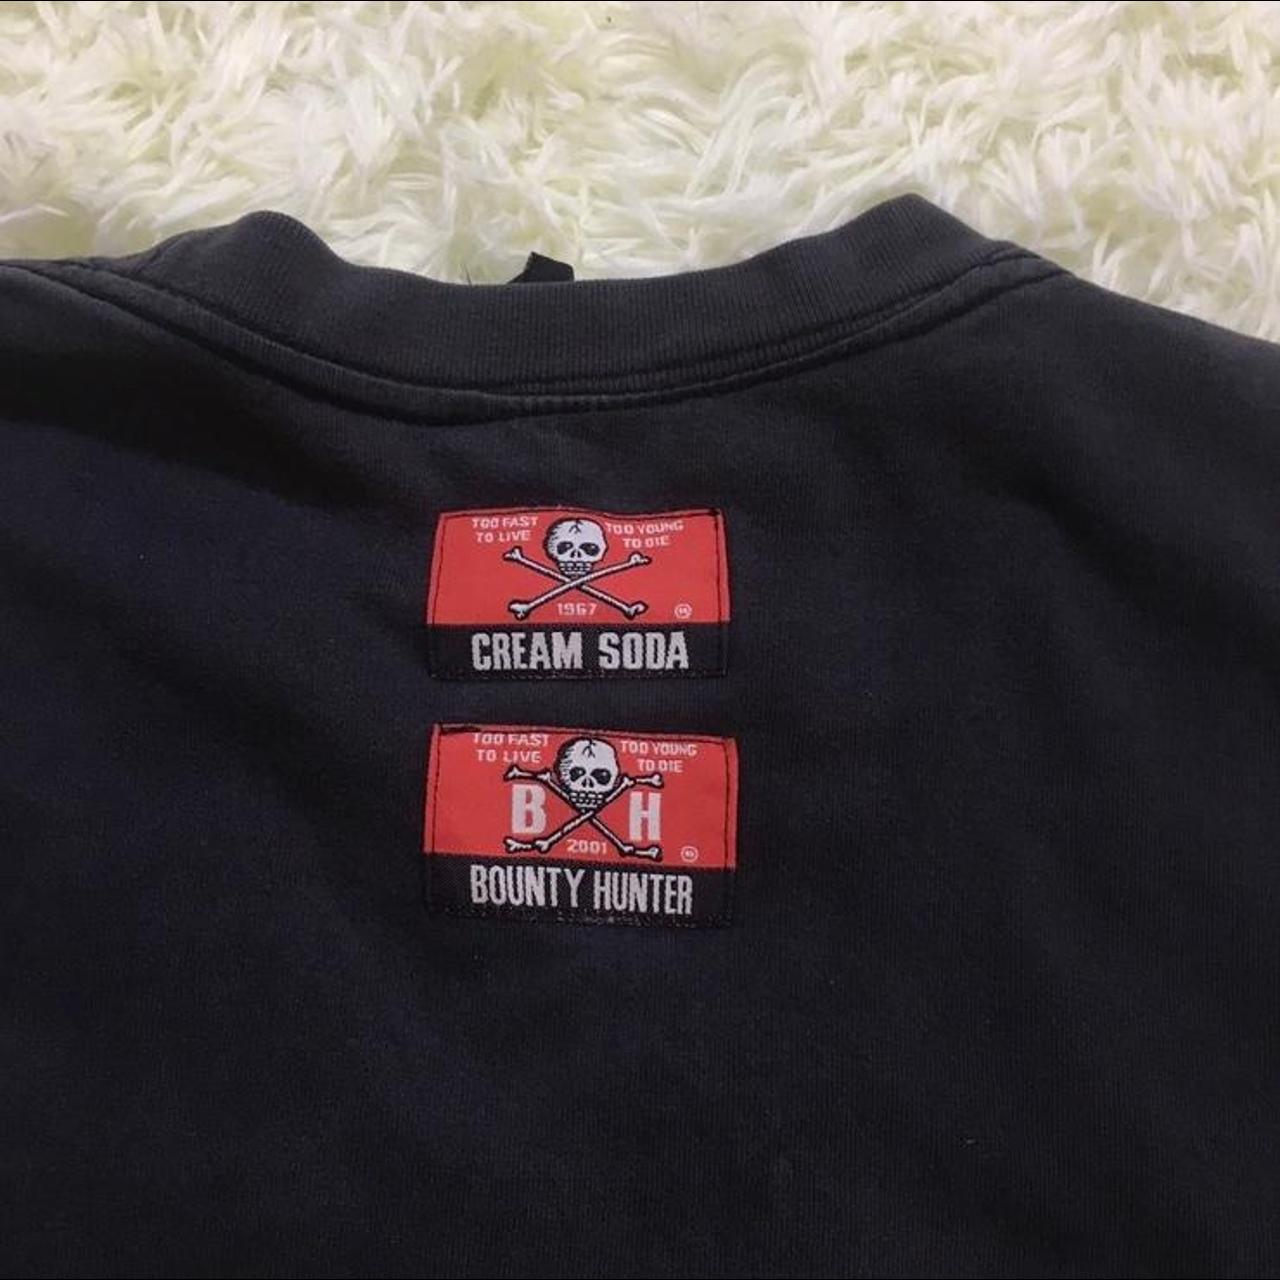 TOO FAST TOO YOUNG
TO LIVE TO DIE
1967
CREAM SODA
TOO FAST TOO YOUNG
TO LIVE TO DIE
B H
2001
BOUNTY HUNTER